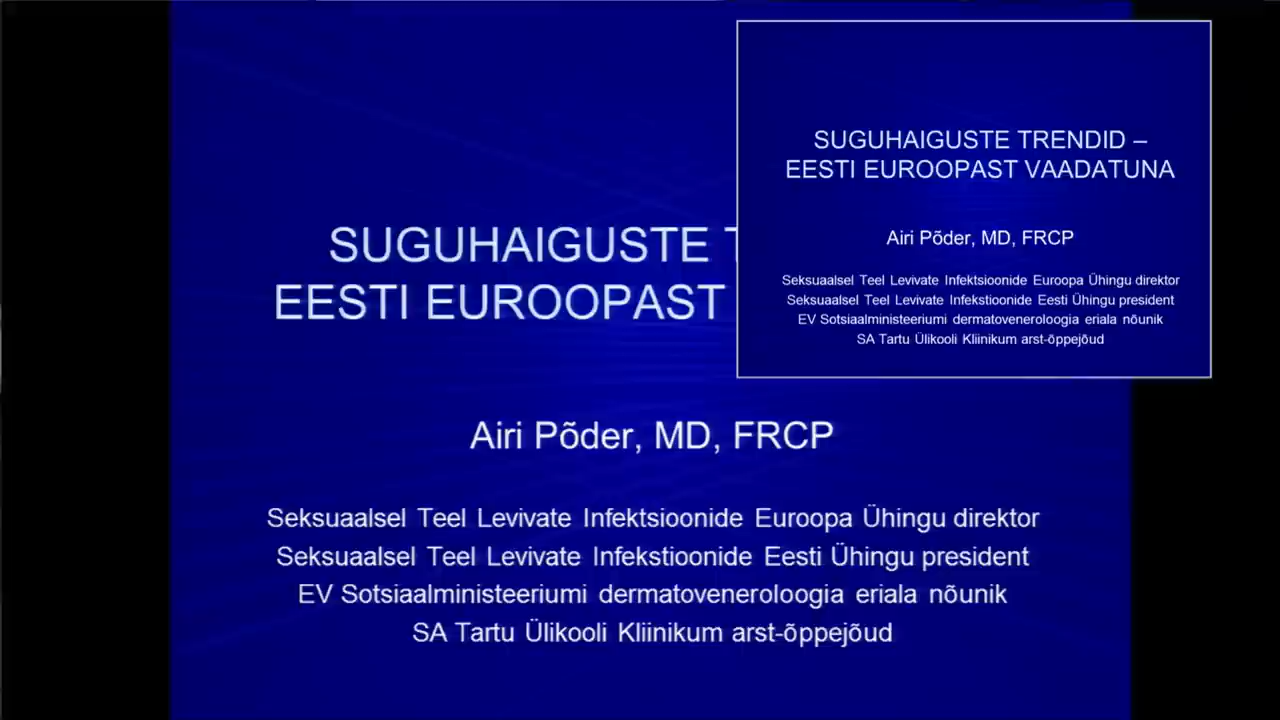 SUGUHAIGUSTE
EESTI EUROOPAST
Airi Põder, MD, FRCP
Seksuaalsel Teel Levivate Infektsioonide Euroopa Ühingu direktor
Seksuaalsel Teel Levivate Infekstioonide Eesti Ühingu president
EV Sotsiaalministeeriumi dermatoveneroloogia eriala nõunik
SA Tartu Ülikooli Kliinikum arst-õppejõud
SUGUHAIGUSTE TRENDID –
EESTI EUROOPAST VAADATUNA
Airi Põder, MD, FRCP
Seksuaalsel Teel Levivate Infektsioonide Euroopa Ühingu direktor
Seksuaalsel Teel Levivate Infekstioonide Eesti Ühingu president
EV Sotsiaalministeeriumi dermatoveneroloogia eriala nõunik
SA Tartu Ülikooli Kliinikum arst-õppejõud